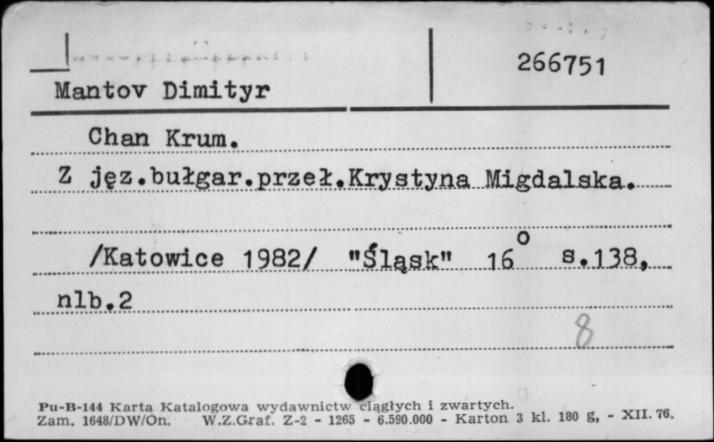 266751
Mantov Dimityr
Chan Krum.
Z jęz.bułgar.przeł.Krystyna Migdalska.
/Katowice 1982/ "Śląsk" 16° s.138,
nlb.2
8
Pu-B-144 Karta Katalogowa wydawnictw ciągłych i zwartych.
Zam. 1648/DW/On. W.Z.Graf. Z-2 - 1265 - 6.590.000 - Karton 3 kl. 180 g, - XII. 76.